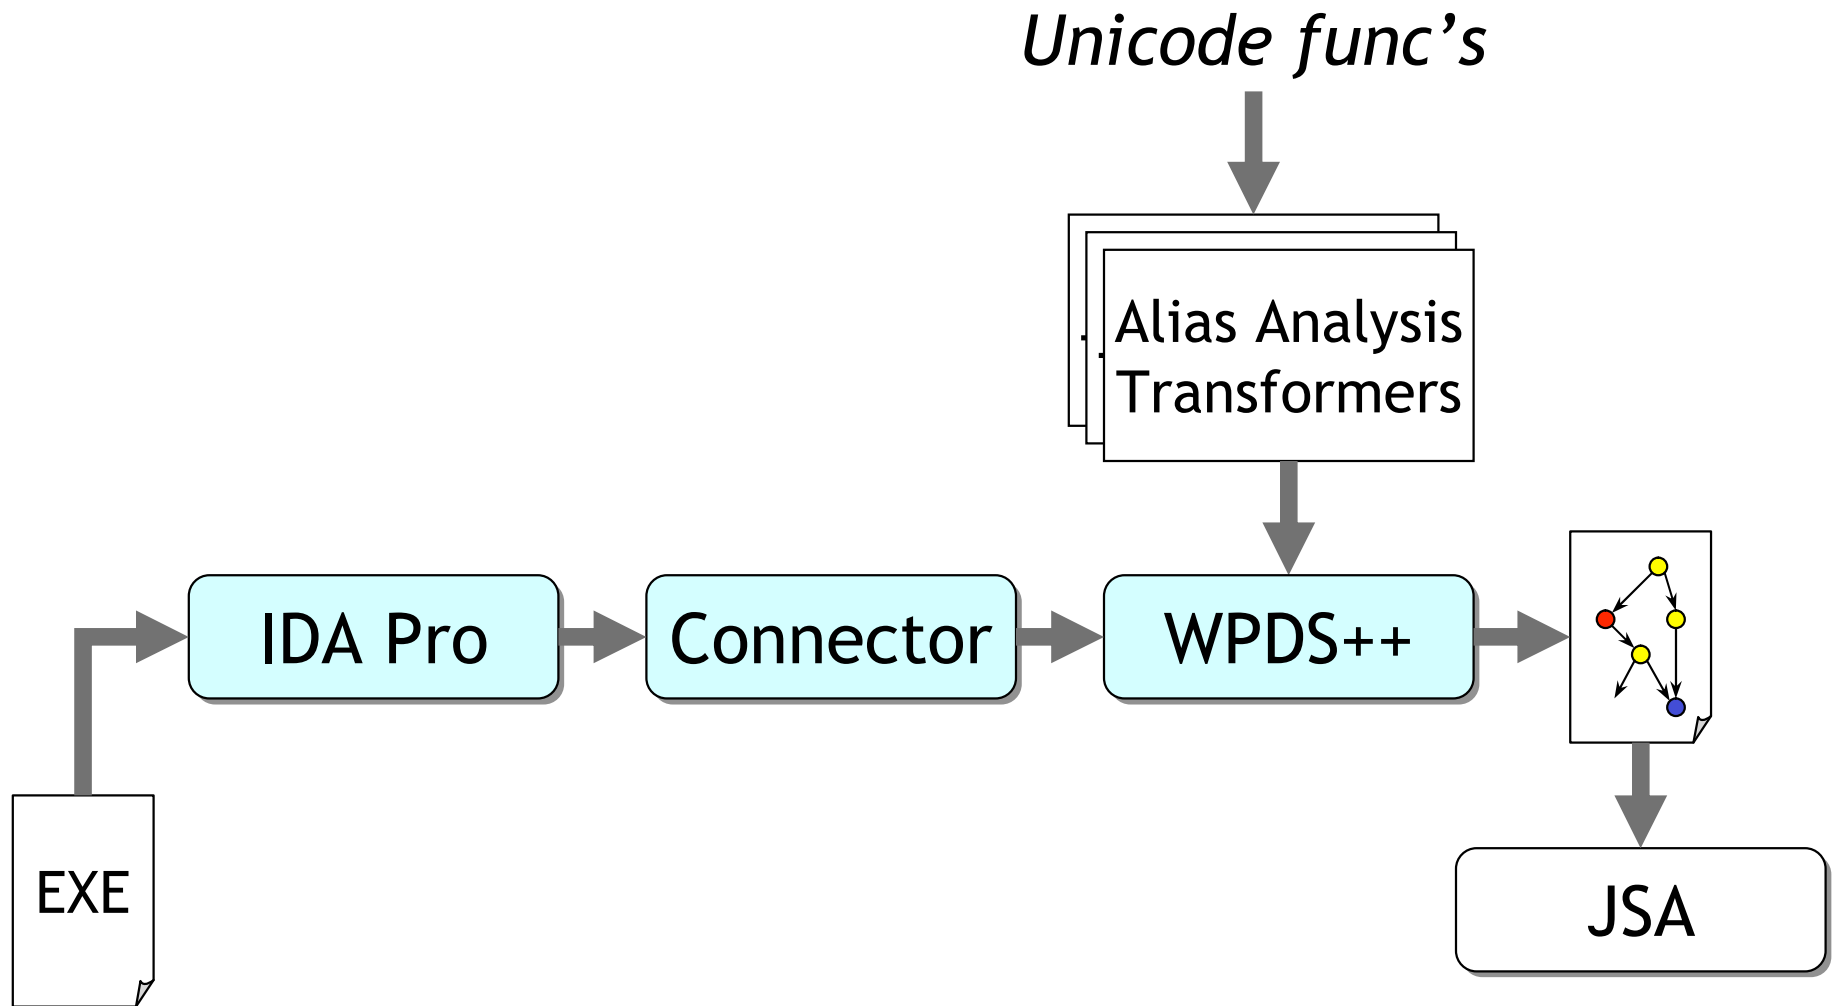 Unicode func’s
Alias Analysis
Transformers
IDA Pro
Connector
WPDS++
EXE
JSA